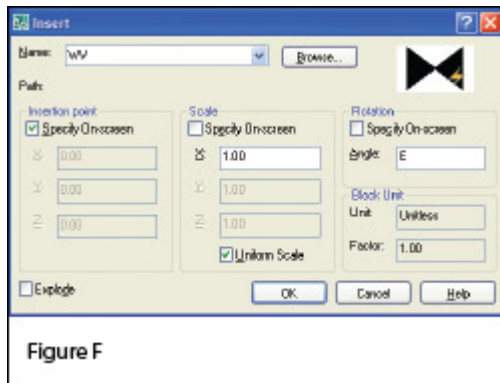 Insert
Name: WV Browse...
Path:
Insertion point
Specify On-screen
X: 0.00
Y: 0.00
Z: 0.00
Scale
Specify On-screen
X: 1.00
1.00
1.00
Uniform Scale
Rotation
Specify On-screen
Angle: E
Block Unit
Unit: Unitless
Factor: 1.00
Explode
OK Cancel Help
Figure F